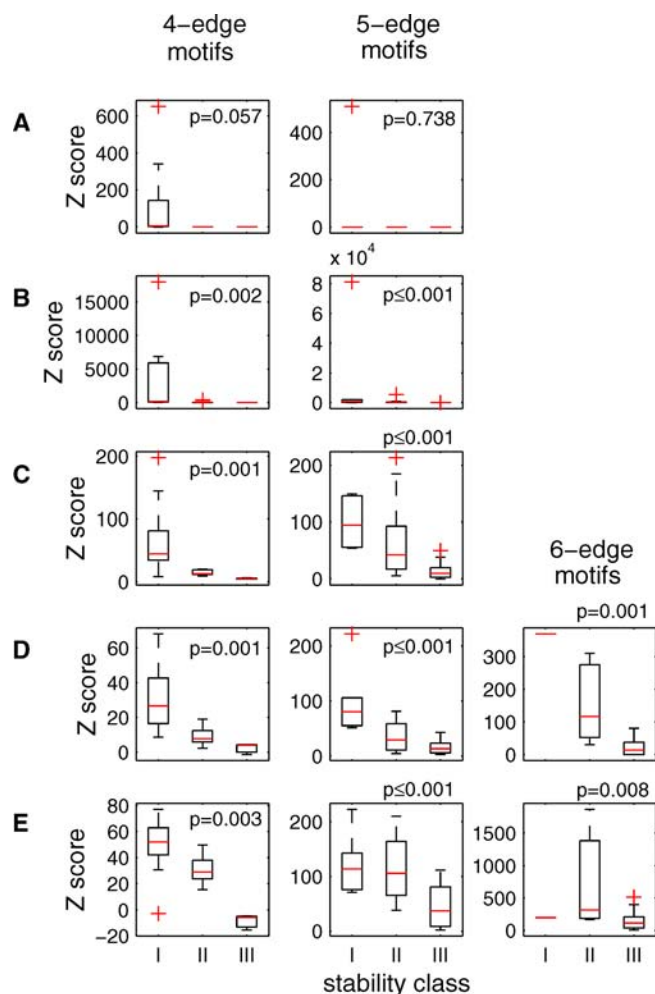 4−edge motifs
5−edge motifs
A
Z score
600
400
200
0
p=0.057
400
200
0
p=0.738
B
Z score
15000
10000
5000
0
p=0.002
x 10^4
8
6
4
2
0
p≤0.001
C
Z score
200
100
0
p=0.001
p≤0.001
200
100
0
6−edge motifs
D
Z score
60
40
20
0
p=0.001
200
100
0
p≤0.001
p=0.001
300
200
100
0
E
Z score
80
60
40
20
0
−20
p=0.003
p≤0.001
200
100
0
p=0.008
1500
1000
500
0
I II III
I II III
I II III
stability class